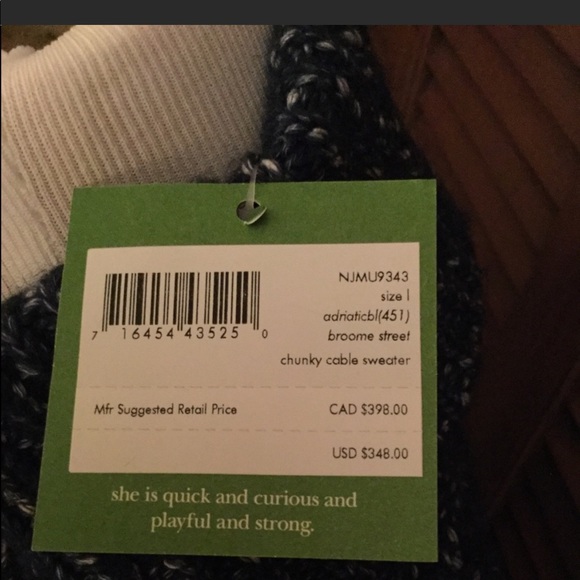 NJMU9343
size l
adriaticbl(451)
broome street
chunky cable sweater
7 16454 43525 0
Mfr Suggested Retail Price CAD $398.00
USD $348.00
she is quick and curious and
playful and strong.